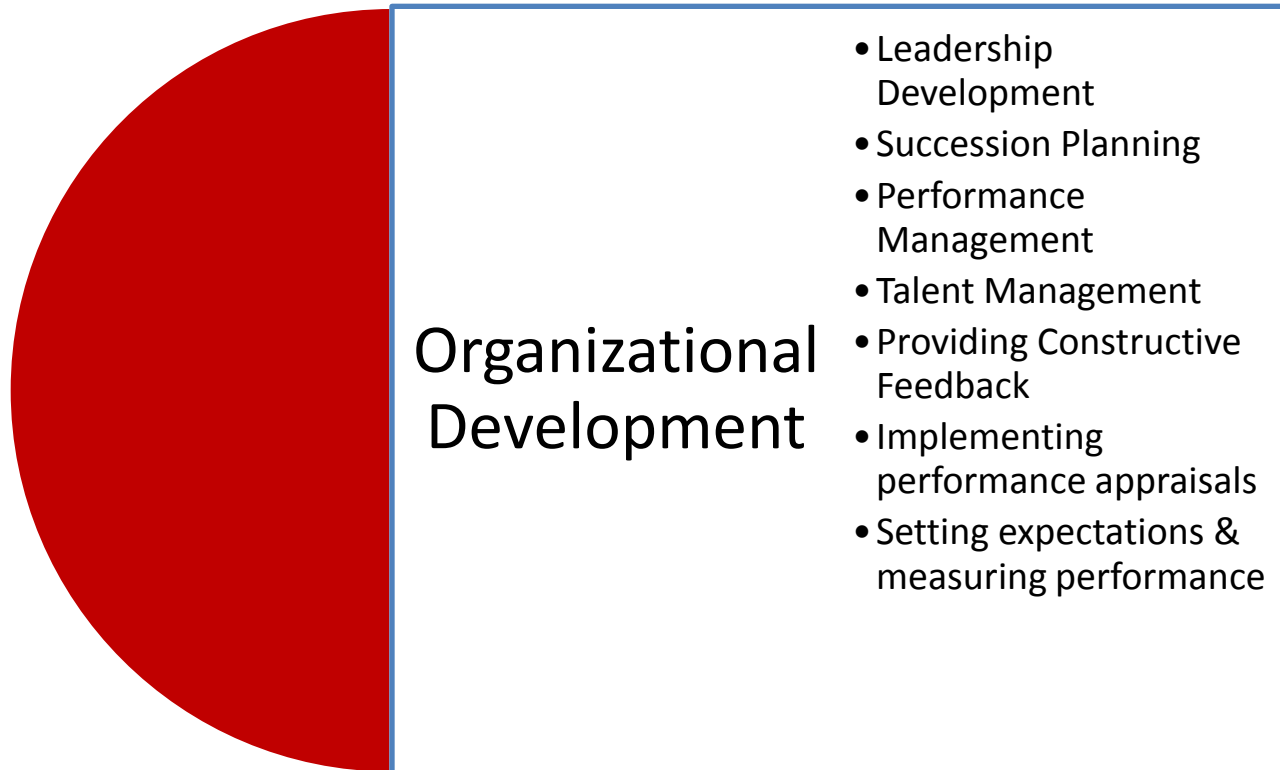 Organizational
Development
•Leadership
Development
•Succession Planning
•Performance
Management
•Talent Management
•Providing Constructive
Feedback
•Implementing
performance appraisals
•Setting expectations &
measuring performance